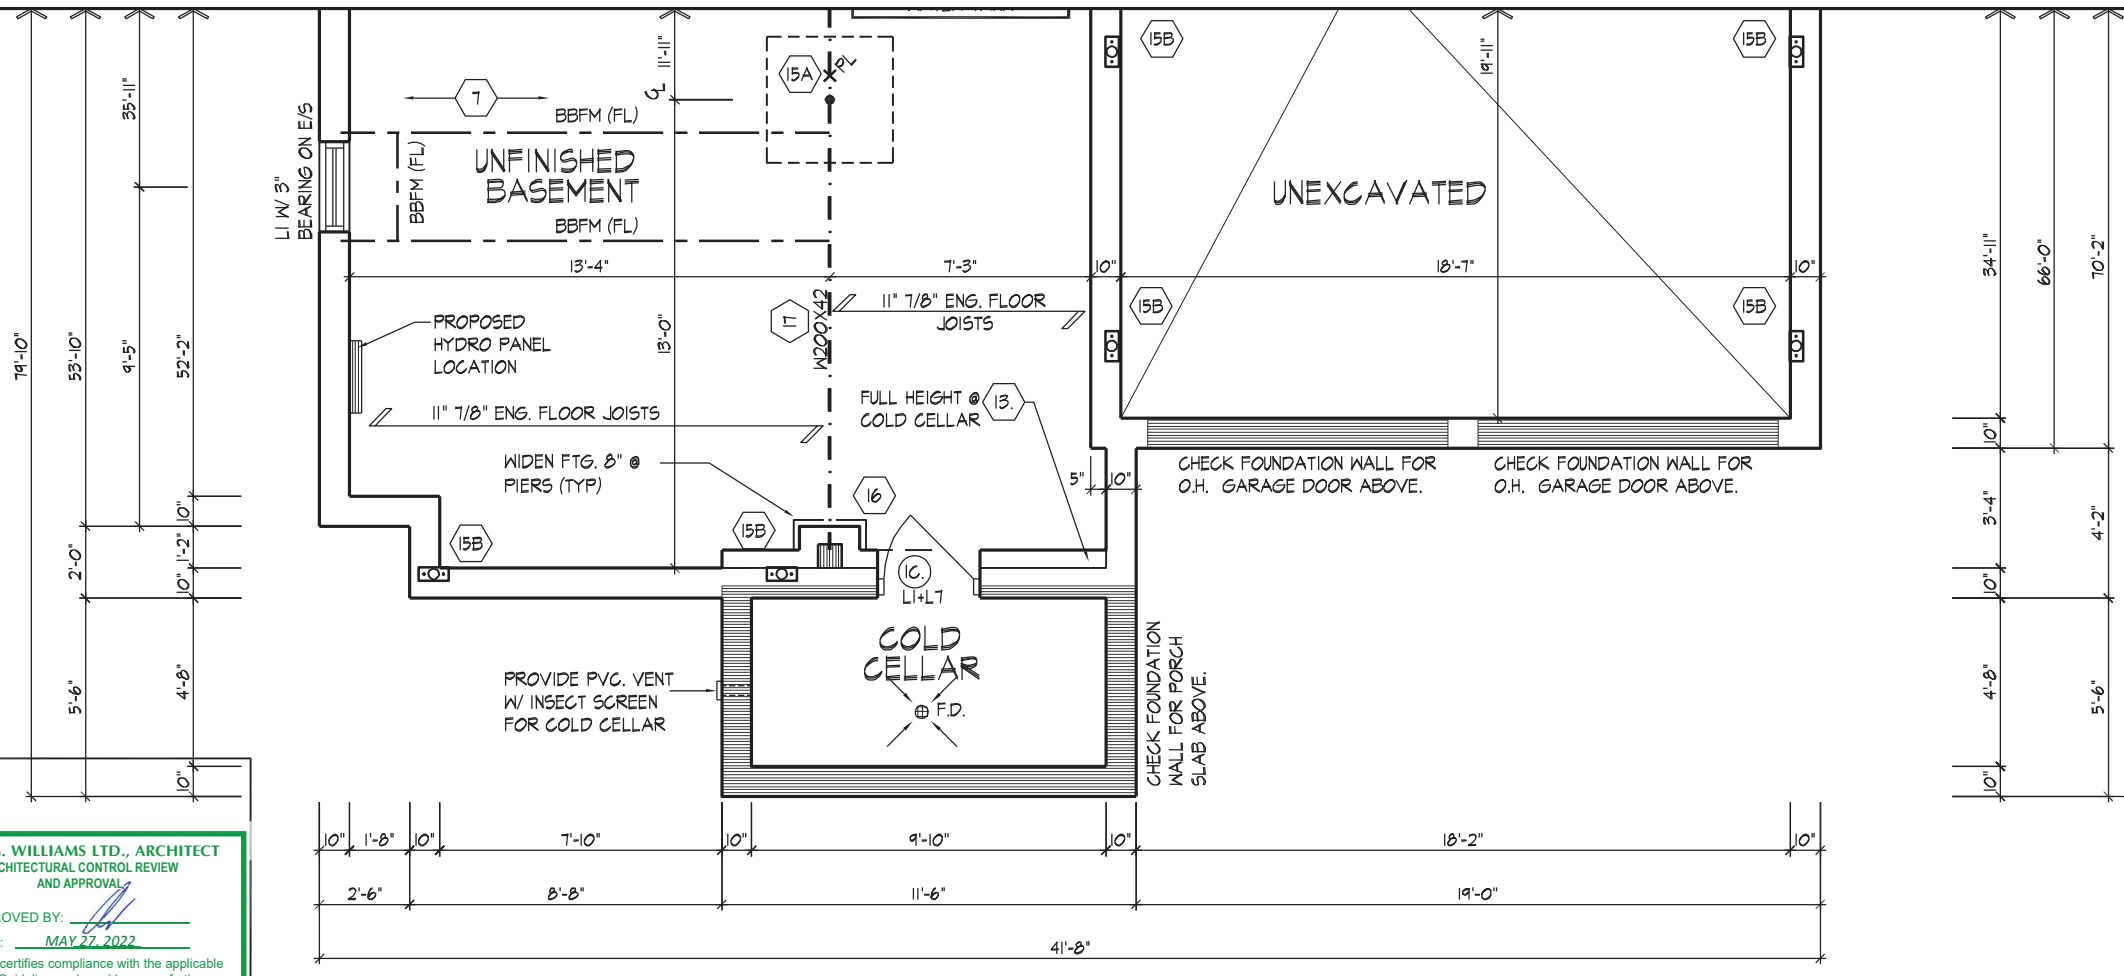 15B
15B
15A
PL
11'-11"
19'-11"
35'-11"
7
BBFM (FL)
BBFM (FL)
UNFINISHED
BASEMENT
BBFM (FL)
L1 W/ 3"
BEARING ON E/S
UNEXCAVATED
13'-4"
7'-3"
10"
18'-7"
10"
79'-10"
53'-10"
9'-5"
52'-2"
34'-11"
66'-0"
70'-2"
17
W200X42
11" 7/8" ENG. FLOOR
JOISTS
15B
15B
PROPOSED
HYDRO PANEL
LOCATION
13'-0"
11" 7/8" ENG. FLOOR JOISTS
FULL HEIGHT @
COLD CELLAR
13.
WIDEN FTG. 8" @
PIERS (TYP)
16
5"
10"
CHECK FOUNDATION WALL FOR
O.H. GARAGE DOOR ABOVE.
CHECK FOUNDATION WALL FOR
O.H. GARAGE DOOR ABOVE.
10"
10"
3'-4"
4'-2"
15B
15B
2'-0"
1'-2"
10"
10"
1C.
L1+L7
COLD
CELLAR
F.D.
PROVIDE PVC. VENT
W/ INSECT SCREEN
FOR COLD CELLAR
CHECK FOUNDATION
WALL FOR PORCH
SLAB ABOVE.
5'-6"
4'-8"
10"
4'-8"
5'-6"
10"
10"
1'-8"
10"
7'-10"
10"
9'-10"
10"
18'-2"
10"
2'-6"
8'-8"
11'-6"
19'-0"
41'-8"
. WILLIAMS LTD., ARCHITECT
CHITECTURAL CONTROL REVIEW
AND APPROVAL
OVED BY:
: MAY 27, 2022
certifies compliance with the applicable